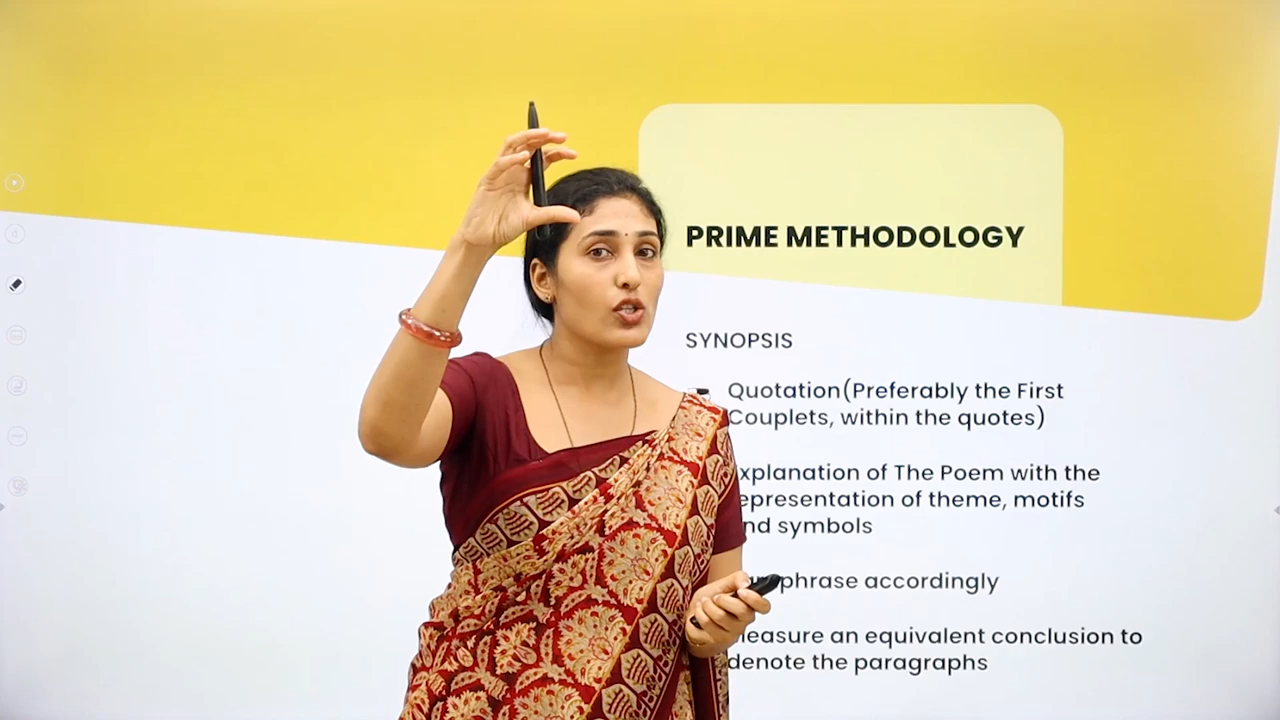 PRIME METHODOLOGY
SYNOPSIS
Quotation(Preferably the First
Couplets, within the quotes)
xplanation of The Poem with the
epresentation of theme, motifs
nd symbols
phrase accordingly
easure an equivalent conclusion to
denote the paragraphs